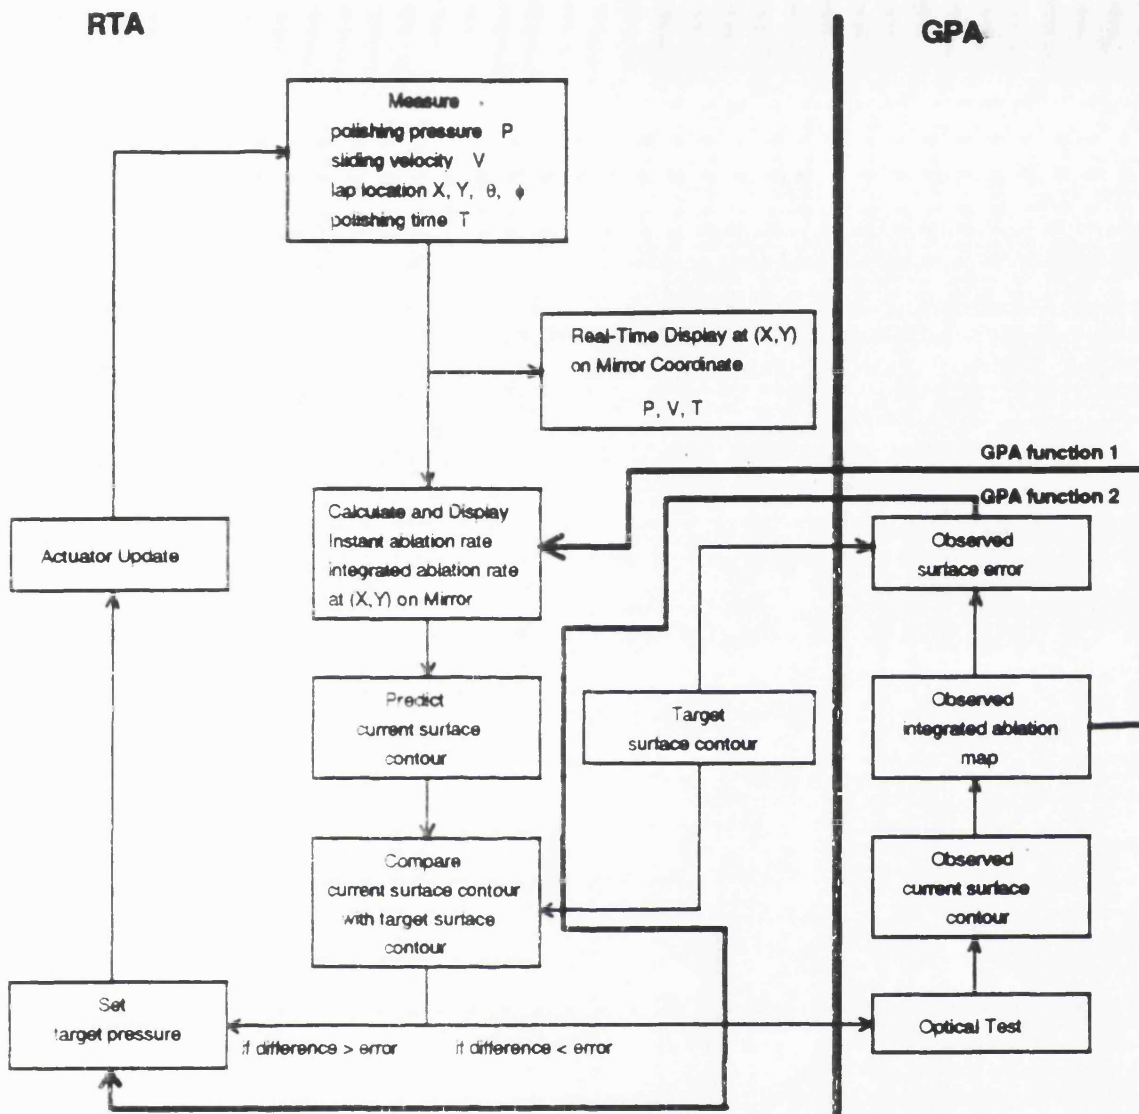 RTA
GPA
Measure
polishing pressure P
sliding velocity V
lap location X, Y, θ, ϕ
polishing time T
Real-Time Display at (X,Y)
on Mirror Coordinate
P, V, T
GPA function 1
GPA function 2
Calculate and Display
Instant ablation rate
integrated ablation rate
at (X,Y) on Mirror
Actuator Update
Observed
surface error
Predict
current surface
contour
Target
surface contour
Observed
integrated ablation
map
Compare
current surface contour
with target surface
contour
Observed
current surface
contour
Set
target pressure
Optical Test
if difference > error
if difference < error